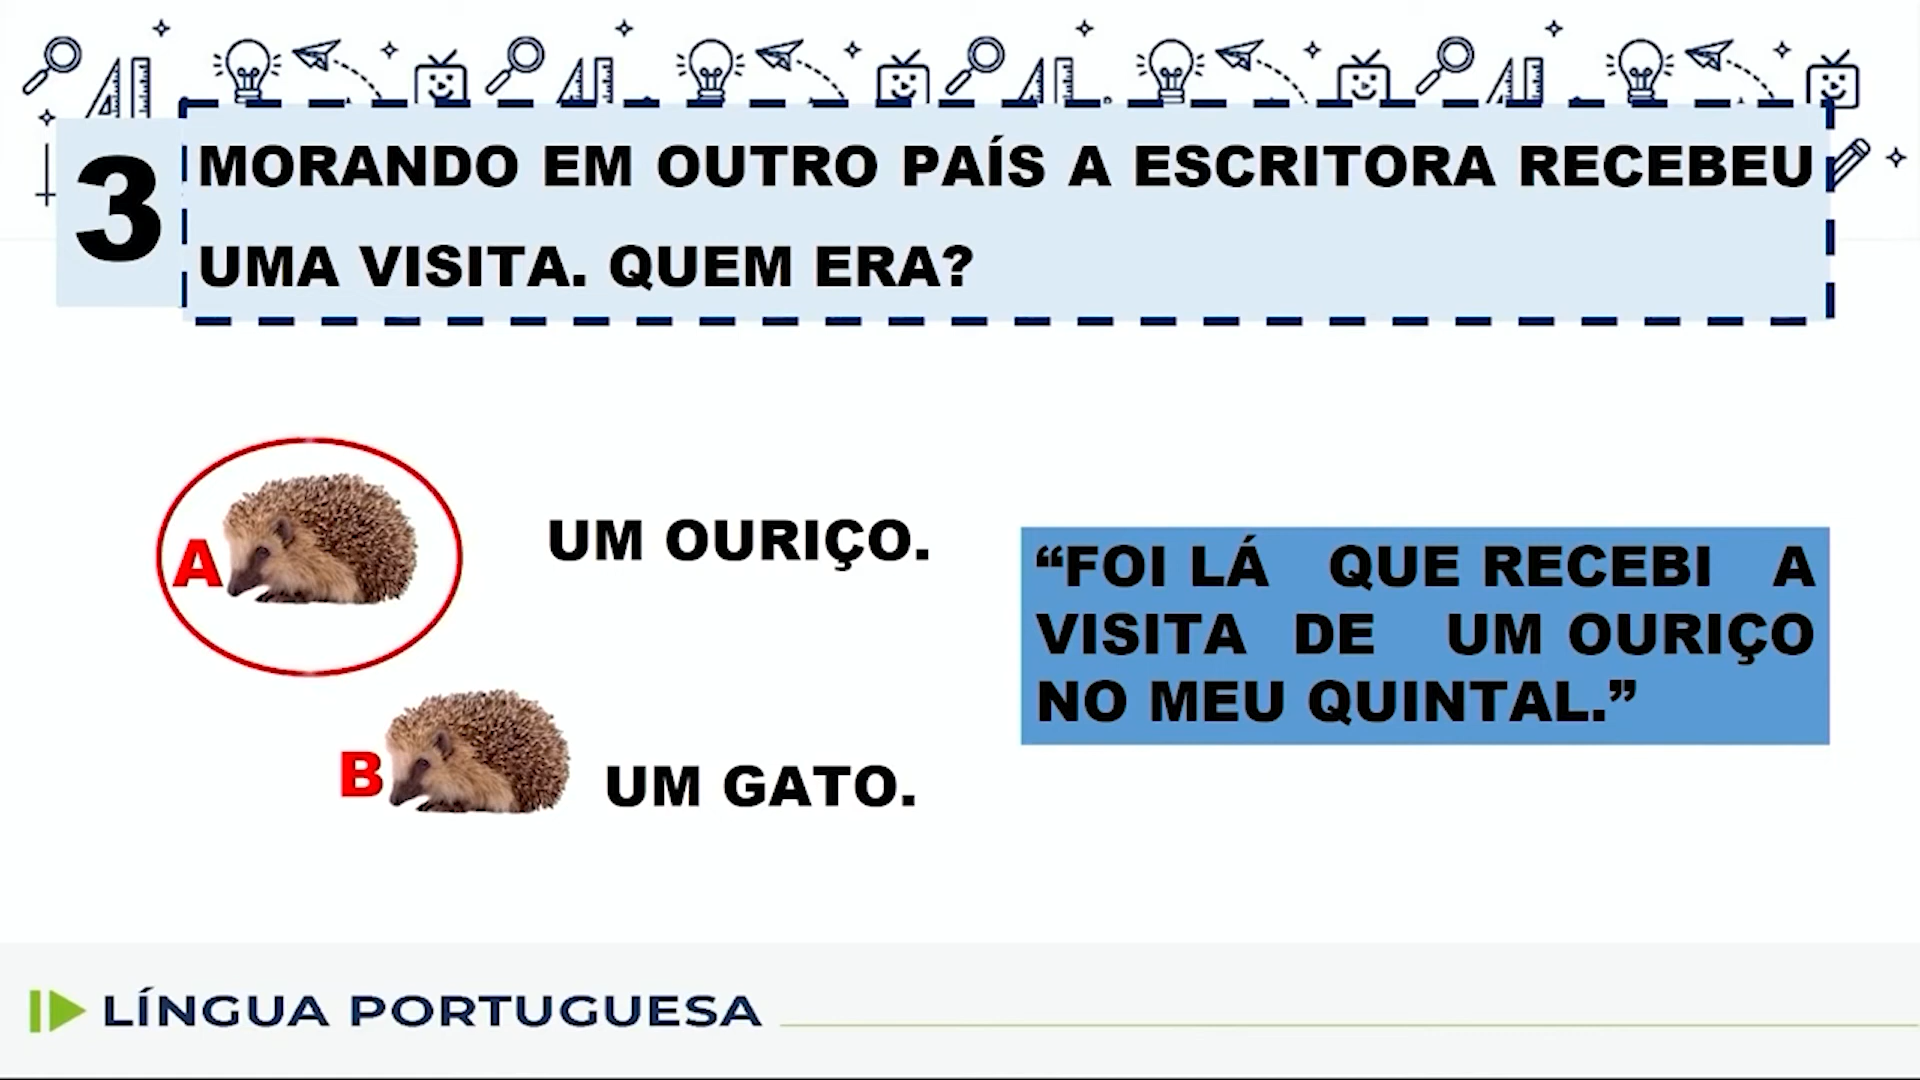 3
MORANDO EM OUTRO PAÍS A ESCRITORA RECEBEU
UMA VISITA. QUEM ERA?
A
UM OURIÇO.
B
UM GATO.
“FOI LÁ QUE RECEBI A
VISITA DE UM OURIÇO
NO MEU QUINTAL.”
LÍNGUA PORTUGUESA